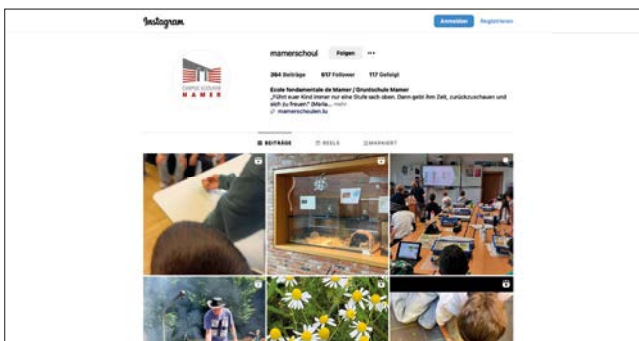 Instagram
Anmelden Registrieren
mamerschoul Folgen •••
364 Beiträge 617 Follower 117 Gefolgt
Ecole fondamentale de Mamer / Grundschule Mamer
„Führt euer Kind immer nur eine Stufe nach oben. Dann gebt ihm Zeit, zurückzuschauen und
sich zu freuen." (Maria... mehr
mamerschoulen.lu
CAMPUS SCOLAIRE
MAMER
BEITRÄGE REELS MARKIERT